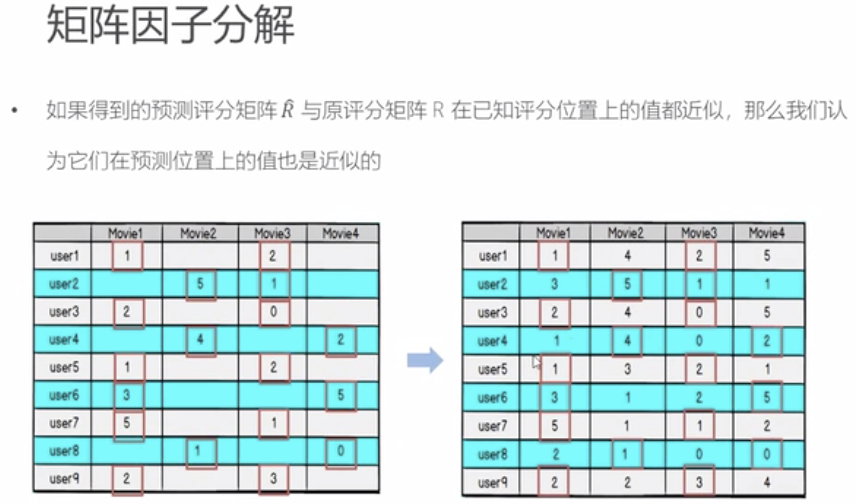 矩阵因子分解
• 如果得到的预测评分矩阵 R̂ 与原评分矩阵 R 在已知评分位置上的值都近似，那么我们认
为它们在预测位置上的值也是近似的
Movie1 Movie2 Movie3 Movie4
user1 1 2
user2 5 1
user3 2 0
user4 4 2
user5 1 2
user6 3 5
user7 5 1
user8 1 0
user9 2 3
Movie1 Movie2 Movie3 Movie4
user1 1 4 2 5
user2 3 5 1 1
user3 2 4 0 5
user4 1 4 0 2
user5 1 3 2 1
user6 3 1 2 5
user7 5 1 1 2
user8 2 1 0 0
user9 2 2 3 4